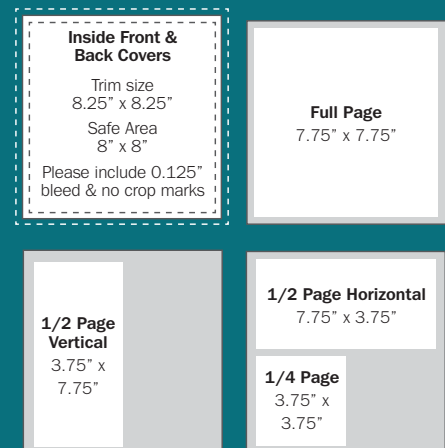 Inside Front &
Back Covers
Trim size
8.25” x 8.25”
Safe Area
8” x 8”
Please include 0.125”
bleed & no crop marks
Full Page
7.75” x 7.75”
1/2 Page
Vertical
3.75” x
7.75”
1/2 Page Horizontal
7.75” x 3.75”
1/4 Page
3.75” x
3.75”